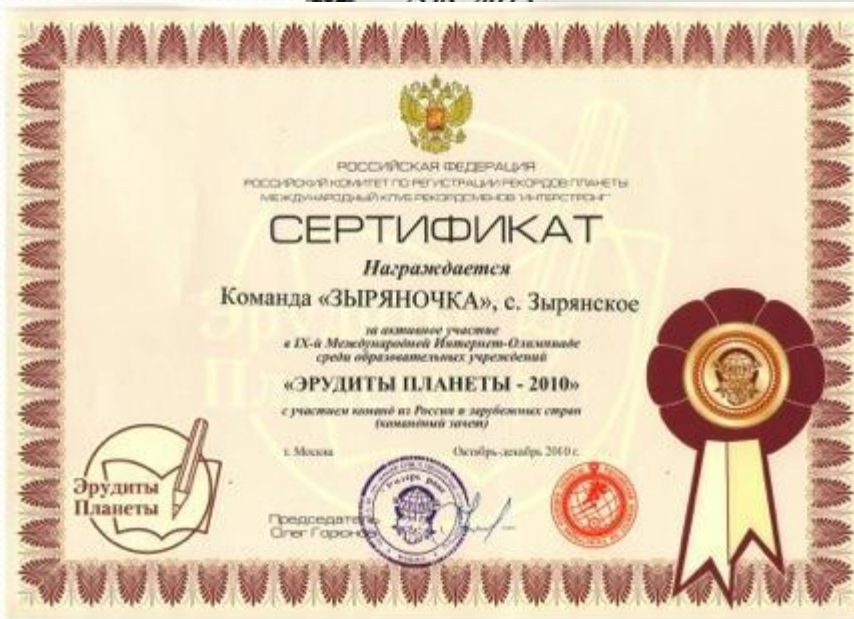 РОССИЙСКАЯ ФЕДЕРАЦИЯ
РОССИЙСКИЙ КОМИТЕТ ПО РЕГИСТРАЦИИ РЕКОРДОВ ПЛАНЕТЫ
МЕЖДУНАРОДНЫЙ КЛУБ РЕКОРДСМЕНОВ "ИНТЕРСТРОНГ"
СЕРТИФИКАТ
Награждается
Команда «ЗЫРЯНОЧКА», с. Зырянское
за активное участие
в IX-й Международной Интернет-Олимпиаде
среди образовательных учреждений
«ЭРУДИТЫ ПЛАНЕТЫ - 2010»
с участием команд из России и зарубежных стран
(командный зачет)
г. Москва Октябрь-декабрь 2010 г.
Эрудиты
Планеты
Председатель
Олег